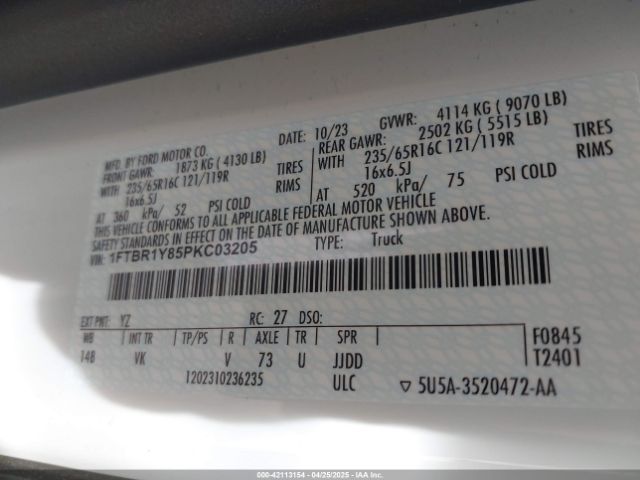 MFD. BY FORD MOTOR CO. DATE: 10/23 GVWR: 4114 KG ( 9070 LB)
FRONT GAWR: 1873 KG ( 4130 LB) REAR GAWR: 2502 KG ( 5515 LB)
WITH 235/65R16C 121/119R TIRES WITH 235/65R16C 121/119R TIRES
16x6.5J RIMS 16x6.5J RIMS
AT 360 kPa/ 52 PSI COLD AT 520 kPa/ 75 PSI COLD
THIS VEHICLE CONFORMS TO ALL APPLICABLE FEDERAL MOTOR VEHICLE
SAFETY STANDARDS IN EFFECT ON THE DATE OF MANUFACTURE SHOWN ABOVE.
VIN: 1FTBR1Y85PKC03205 TYPE: Truck
EXT PNT: YZ RC: 27 DSO:
WB INT TR TP/PS R AXLE TR SPR F0845
14B VK V 73 U JJDD T2401
1202310236235 ULC ▽ 5U5A-3520472-AA
000-42113154 - 04/25/2025 - IAAI.com Inc. Copyright